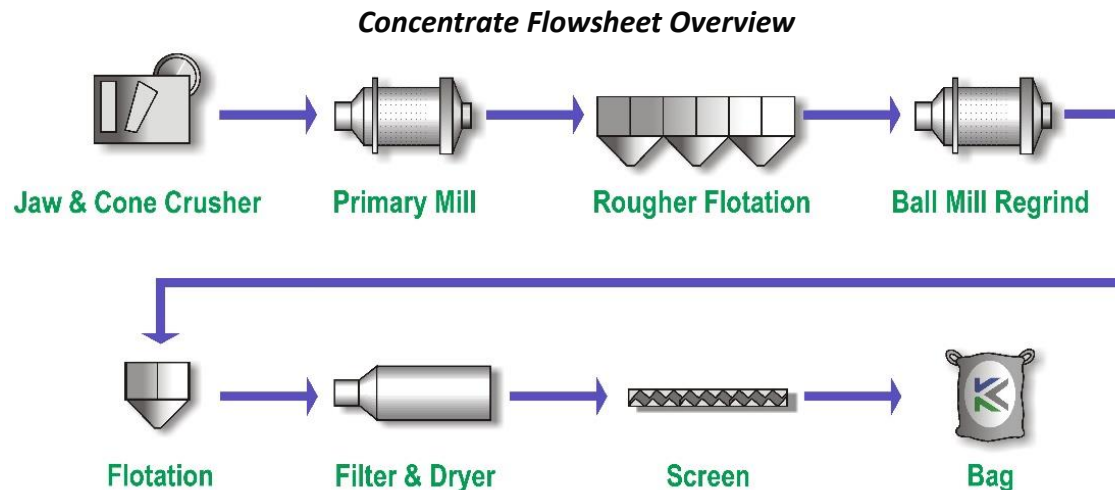 Concentrate Flowsheet Overview
Jaw & Cone Crusher
Primary Mill
Rougher Flotation
Ball Mill Regrind
Flotation
Filter & Dryer
Screen
Bag